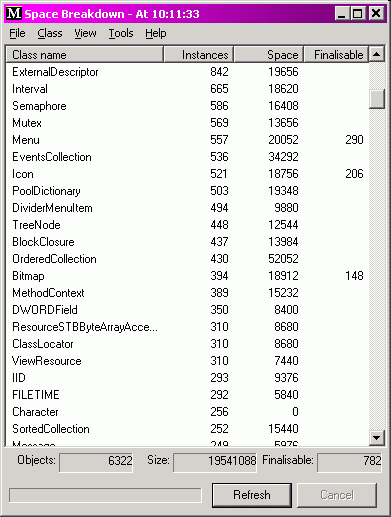 M Space Breakdown - At 10:11:33
File Class View Tools Help
Class name Instances Space Finalisable
ExternalDescriptor 842 19656
Interval 665 18620
Semaphore 586 16408
Mutex 569 13656
Menu 557 20052 290
EventsCollection 536 34292
Icon 521 18756 206
PoolDictionary 503 19348
DividerMenuItem 494 9880
TreeNode 448 12544
BlockClosure 437 13984
OrderedCollection 430 52052
Bitmap 394 18912 148
MethodContext 389 15232
DWORDField 350 8400
ResourceSTBByteArrayAcce... 310 8680
ClassLocator 310 8680
ViewResource 310 7440
IID 293 9376
FILETIME 292 5840
Character 256 0
SortedCollection 252 15440
Message 249 5976
Objects: 6322 Size: 19541088 Finalisable: 782
Refresh Cancel